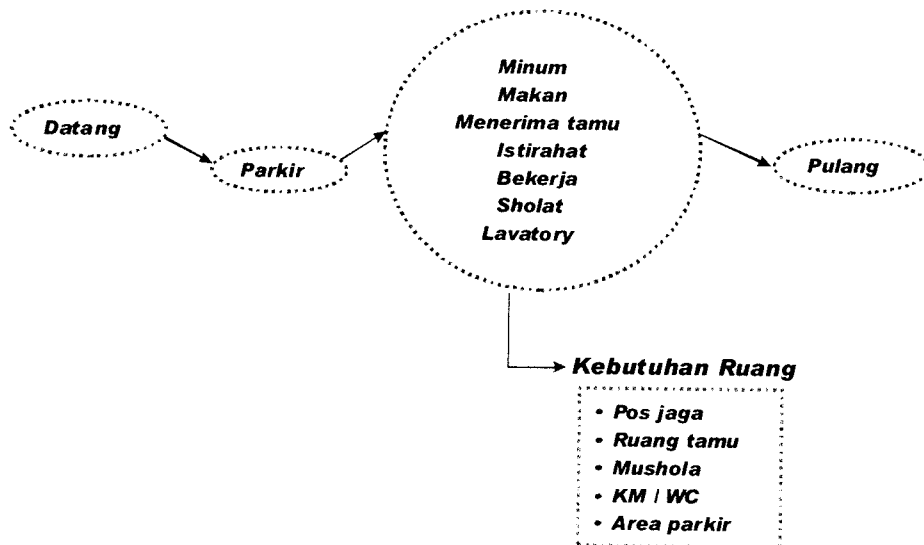 Datang
Parkir
Minum
Makan
Menerima tamu
Istirahat
Bekerja
Sholat
Lavatory
Pulang
Kebutuhan Ruang
• Pos jaga
• Ruang tamu
• Mushola
• KM / WC
• Area parkir